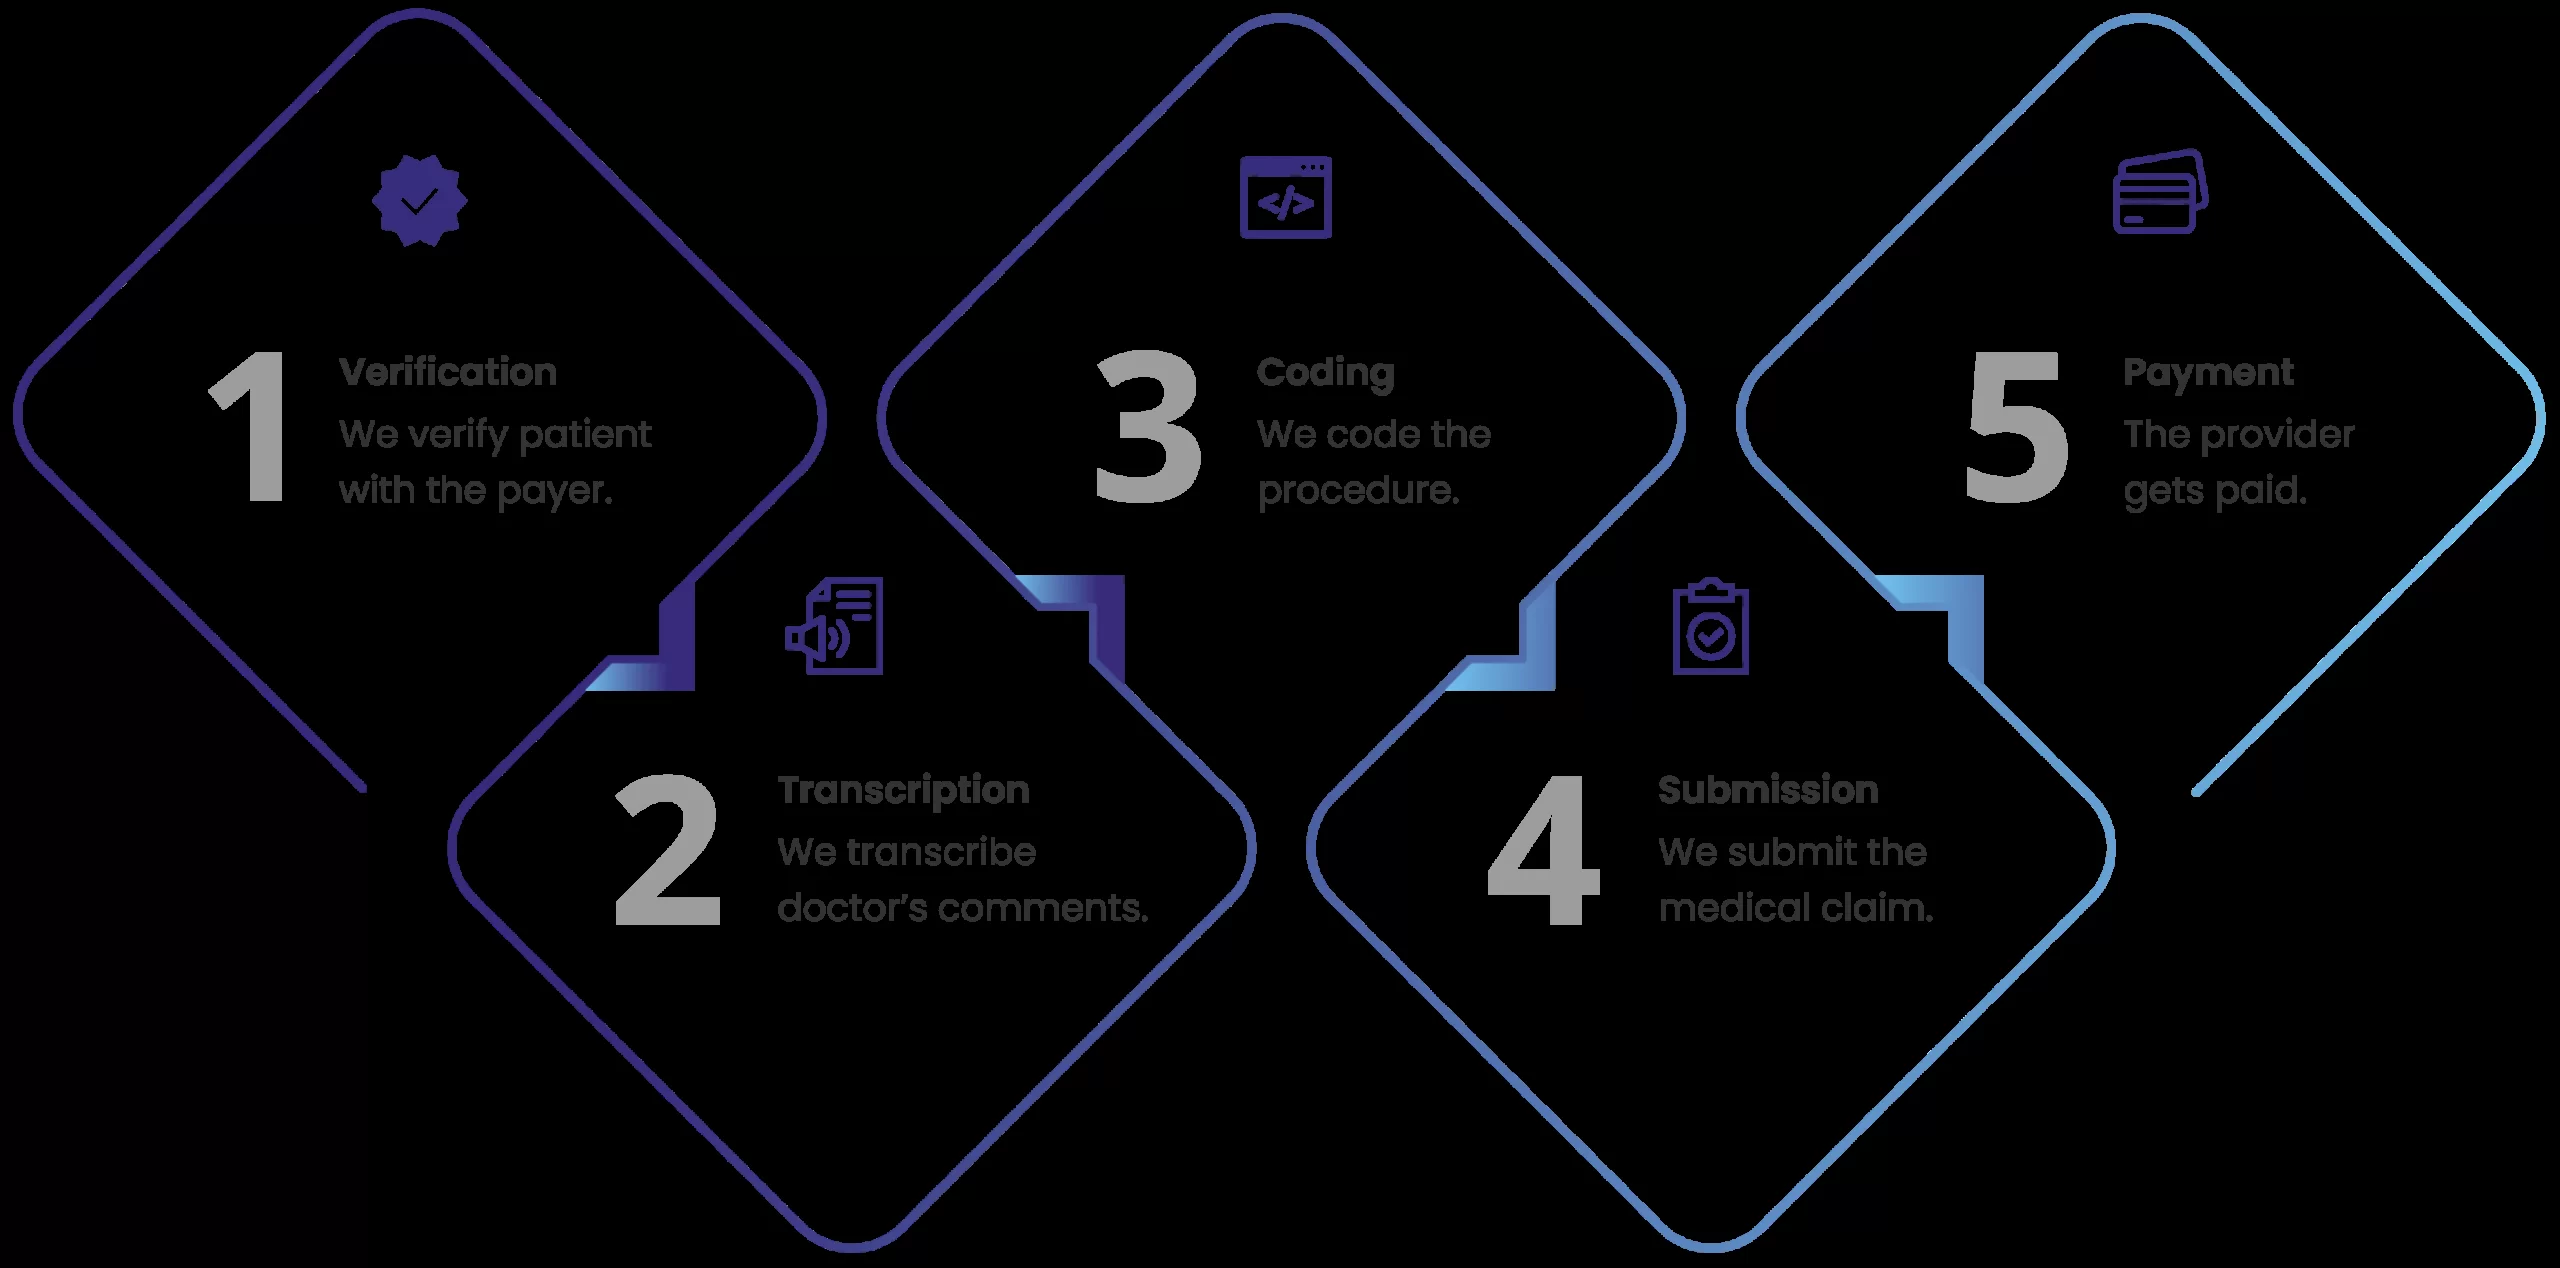 1
Verification
We verify patient
with the payer.
2
Transcription
We transcribe
doctor’s comments.
3
</>
Coding
We code the
procedure.
4
Submission
We submit the
medical claim.
5
Payment
The provider
gets paid.